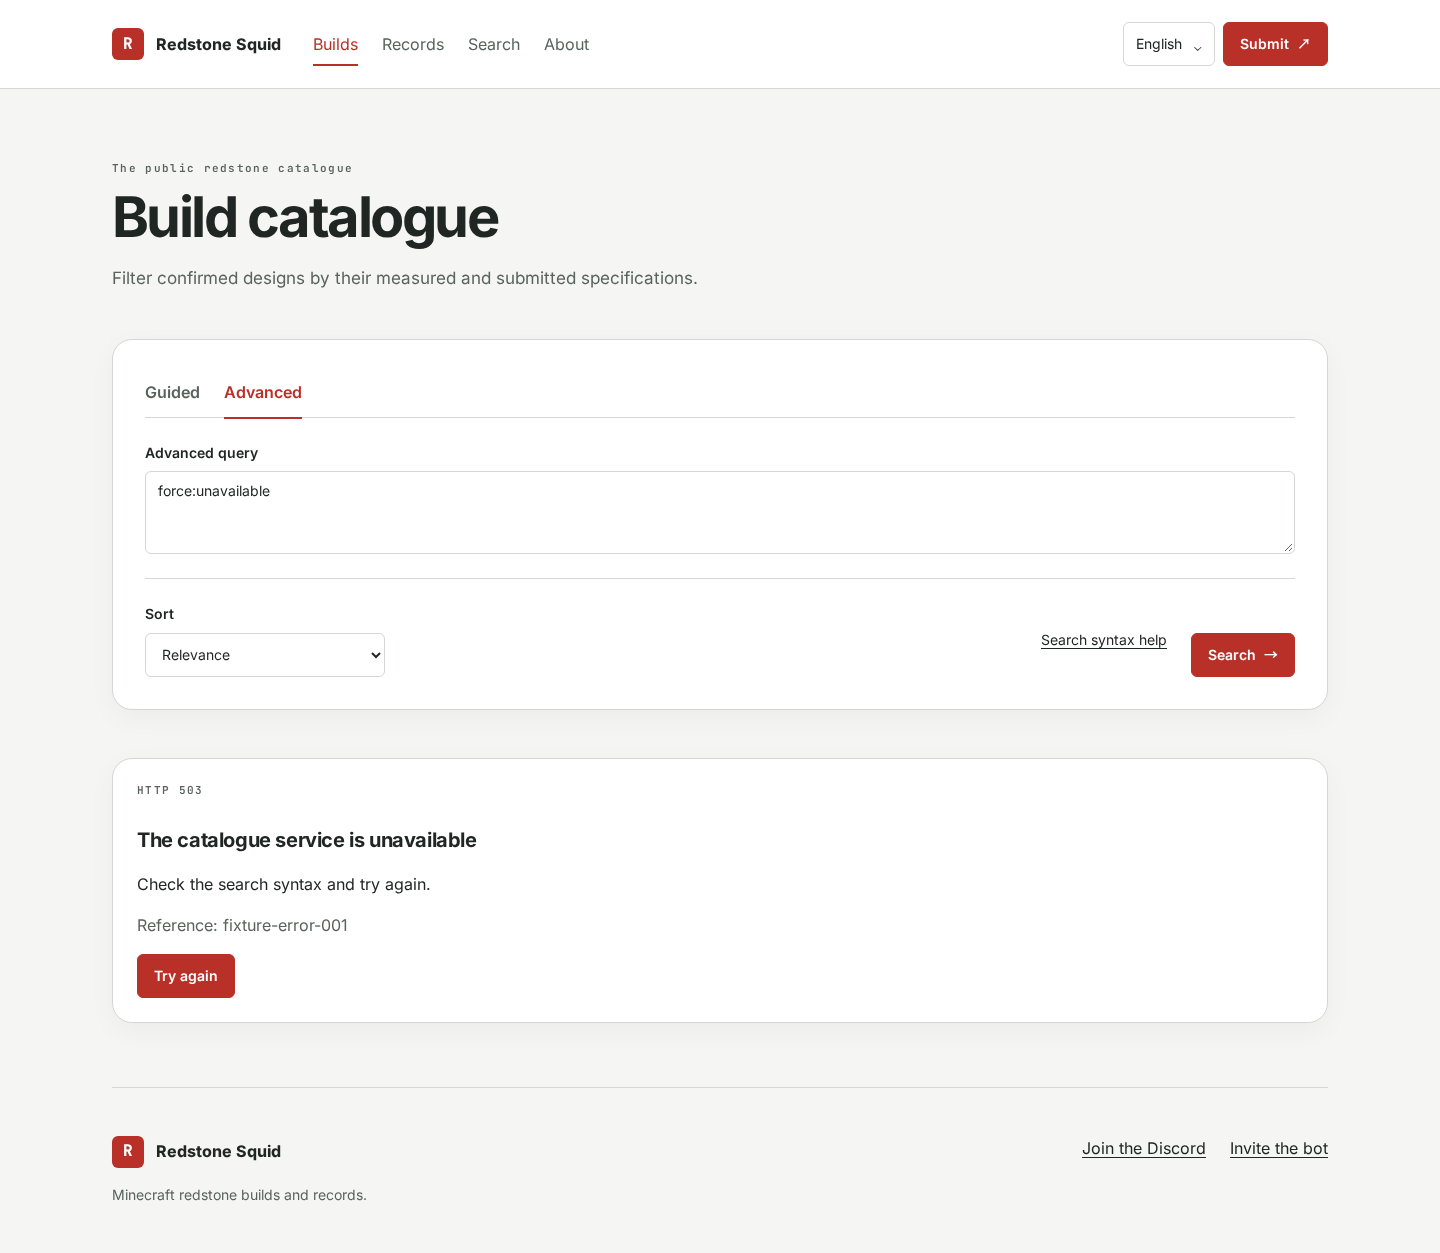 R Redstone Squid Builds Records Search About English Submit ↗
The public redstone catalogue
Build catalogue
Filter confirmed designs by their measured and submitted specifications.
Guided Advanced
Advanced query
force:unavailable
Sort
Relevance Search syntax help Search →
HTTP 503
The catalogue service is unavailable
Check the search syntax and try again.
Reference: fixture-error-001
Try again
R Redstone Squid Join the Discord Invite the bot
Minecraft redstone builds and records.